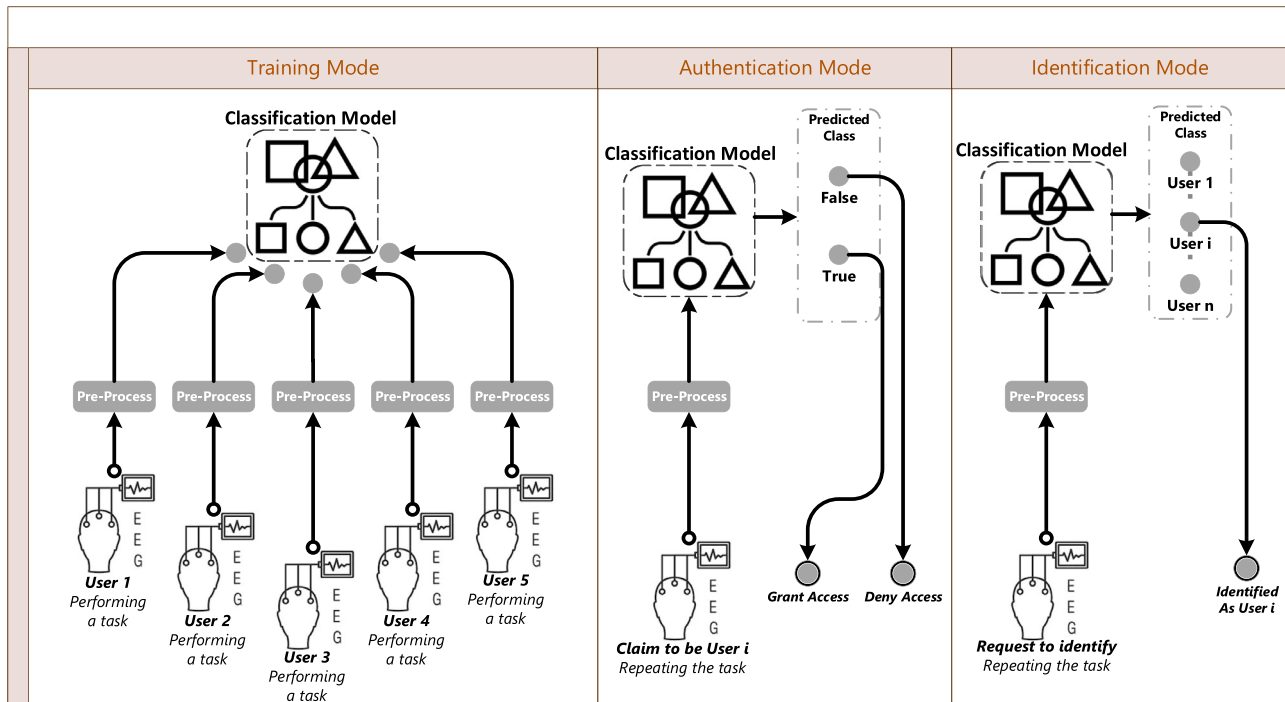 Training Mode
Authentication Mode
Identification Mode
Classification Model
Pre-Process
Pre-Process
Pre-Process
Pre-Process
Pre-Process
E
E
G
User 1
Performing
a task
E
E
G
User 2
Performing
a task
E
E
G
User 3
Performing
a task
E
E
G
User 4
Performing
a task
E
E
G
User 5
Performing
a task
Classification Model
Predicted
Class
False
True
Pre-Process
E
E
G
Claim to be User i
Repeating the task
Grant Access
Deny Access
Classification Model
Predicted
Class
User 1
User i
User n
Pre-Process
E
E
G
Request to identify
Repeating the task
Identified
As User i